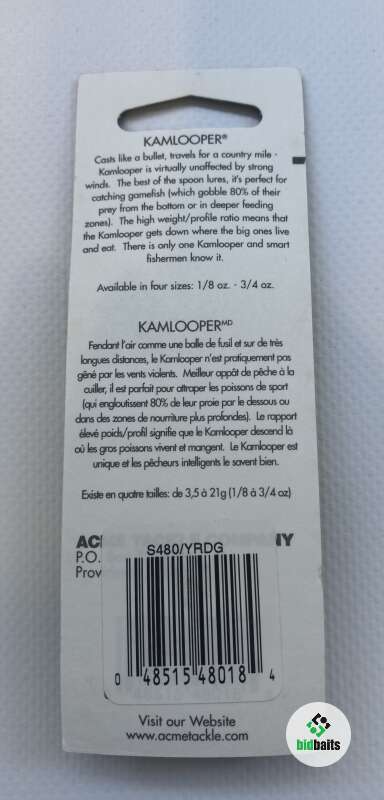 KAMLOOPER®
Casts like a bullet, travels for a country mile -
Kamlooper is virtually unaffected by strong
winds. The best of the spoon lures, it's perfect for
catching gamefish (which gobble 80% of their
prey from the bottom or in deeper feeding
zones). The high weight/profile ratio means that
the Kamlooper gets down where the big ones live
and eat. There is only one Kamlooper and smart
fishermen know it.
Available in four sizes: 1/8 oz. - 3/4 oz.
KAMLOOPERMD
Fendant l'air comme une balle de fusil et sur de très
longues distances, le Kamlooper n'est pratiquement pas
gêné par les vents violents. Meilleur appât de pêche à la
cuiller, il est parfait pour attraper les poissons de sport
(qui engloutissent 80% de leur proie par le dessous ou
dans des zones de nourriture plus profondes). Le rapport
élevé poids/profil signifie que le Kamlooper descend là
où les gros poissons vivent et mangent. Le Kamlooper est
unique et les pêcheurs intelligents le savent bien.
Existe en quatre tailles: de 3,5 à 21g (1/8 à 3/4 oz)
P.O.
S480/YRDG
0 48515 48018 4
Visit our Website
www.acmetackle.com
bidbaits